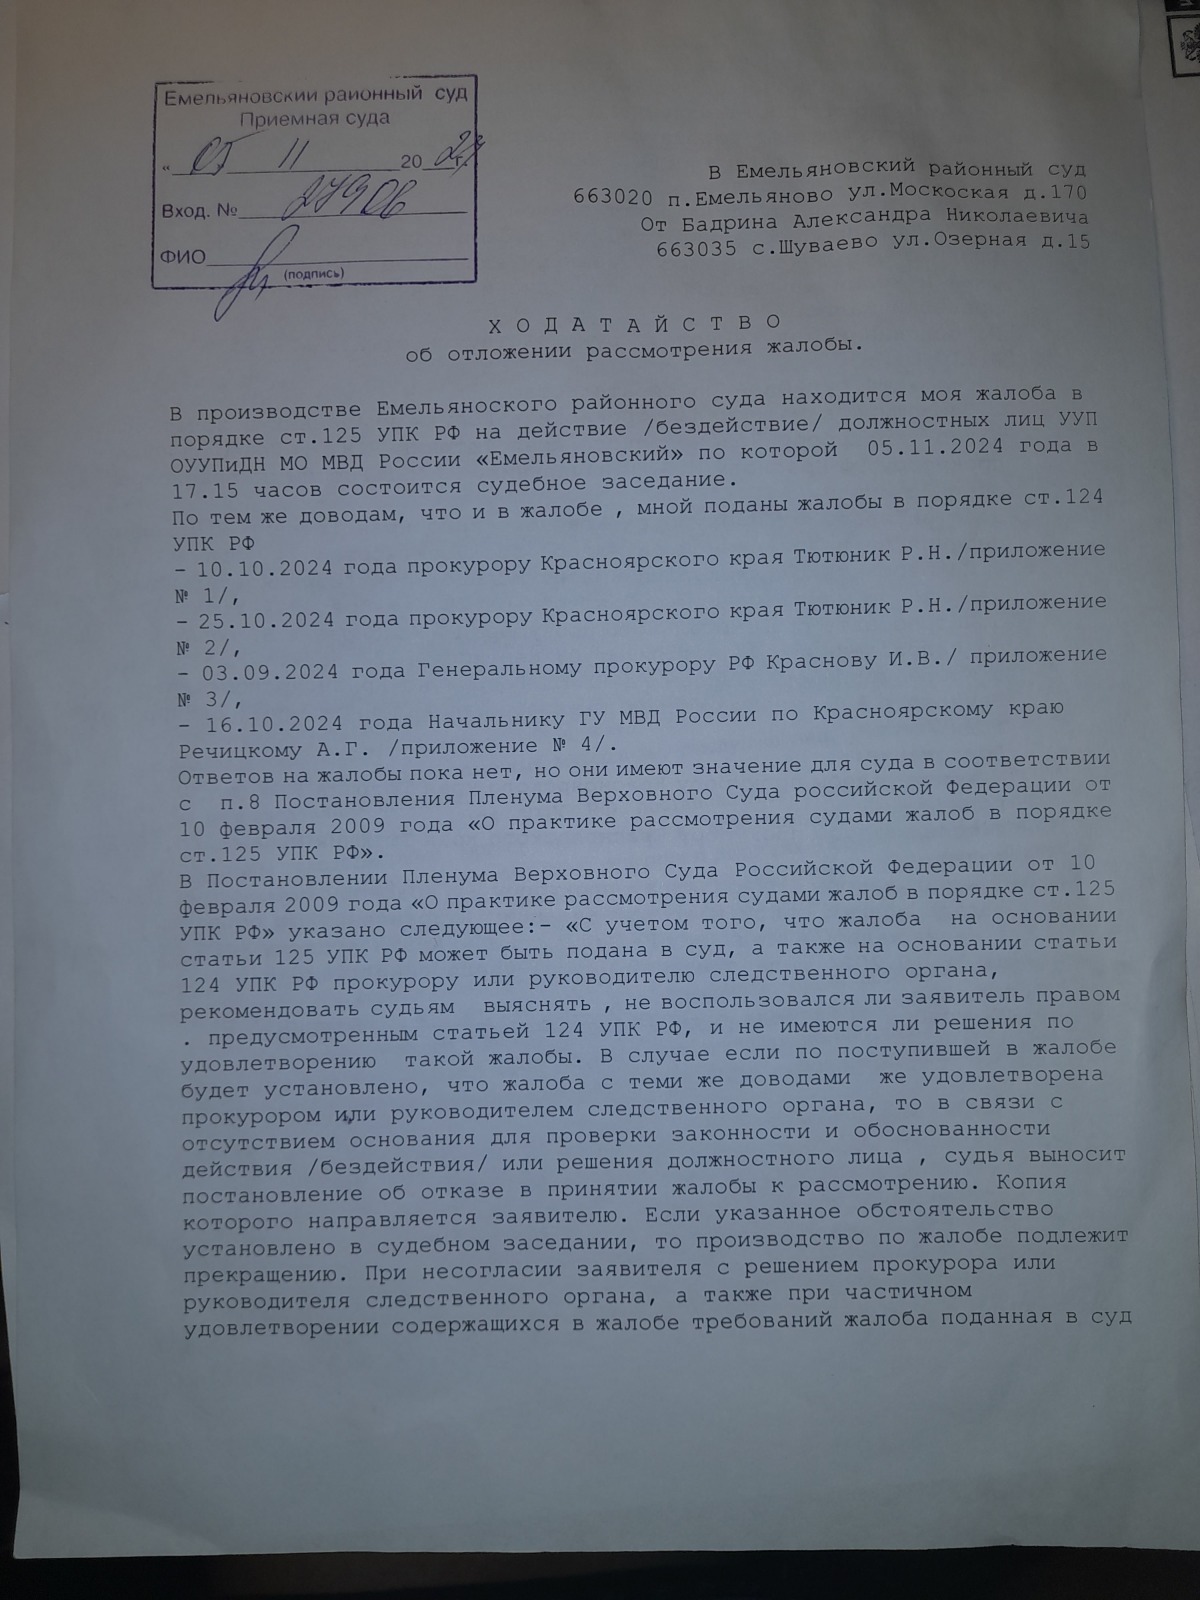 Емельяновский районный суд
Приемная суда
« 05 11 20 24 г.
Вход. № 27906
ФИО
(подпись)
В Емельяновский районный суд
663020 п.Емельяново ул.Москоская д.170
От Бадрина Александра Николаевича
663035 с.Шуваево ул.Озерная д.15
Х О Д А Т А Й С Т В О
об отложении рассмотрения жалобы.
В производстве Емельяноского районного суда находится моя жалоба в
порядке ст.125 УПК РФ на действие /бездействие/ должностных лиц УУП
ОУУПиДН МО МВД России «Емельяновский» по которой 05.11.2024 года в
17.15 часов состоится судебное заседание.
По тем же доводам, что и в жалобе , мной поданы жалобы в порядке ст.124
УПК РФ
- 10.10.2024 года прокурору Красноярского края Тютюник Р.Н./приложение
№ 1/,
- 25.10.2024 года прокурору Красноярского края Тютюник Р.Н./приложение
№ 2/,
- 03.09.2024 года Генеральному прокурору РФ Краснову И.В./ приложение
№ 3/,
- 16.10.2024 года Начальнику ГУ МВД России по Красноярскому краю
Речицкому А.Г. /приложение № 4/.
Ответов на жалобы пока нет, но они имеют значение для суда в соответствии
с п.8 Постановления Пленума Верховного Суда российской Федерации от
10 февраля 2009 года «О практике рассмотрения судами жалоб в порядке
ст.125 УПК РФ».
В Постановлении Пленума Верховного Суда Российской Федерации от 10
февраля 2009 года «О практике рассмотрения судами жалоб в порядке ст.125
УПК РФ» указано следующее:- «С учетом того, что жалоба на основании
статьи 125 УПК РФ может быть подана в суд, а также на основании статьи
124 УПК РФ прокурору или руководителю следственного органа,
рекомендовать судьям выяснять , не воспользовался ли заявитель правом
. предусмотренным статьей 124 УПК РФ, и не имеются ли решения по
удовлетворению такой жалобы. В случае если по поступившей в жалобе
будет установлено, что жалоба с теми же доводами же удовлетворена
прокурором или руководителем следственного органа, то в связи с
отсутствием основания для проверки законности и обоснованности
действия /бездействия/ или решения должностного лица , судья выносит
постановление об отказе в принятии жалобы к рассмотрению. Копия
которого направляется заявителю. Если указанное обстоятельство
установлено в судебном заседании, то производство по жалобе подлежит
прекращению. При несогласии заявителя с решением прокурора или
руководителя следственного органа, а также при частичном
удовлетворении содержащихся в жалобе требований жалоба поданная в суд